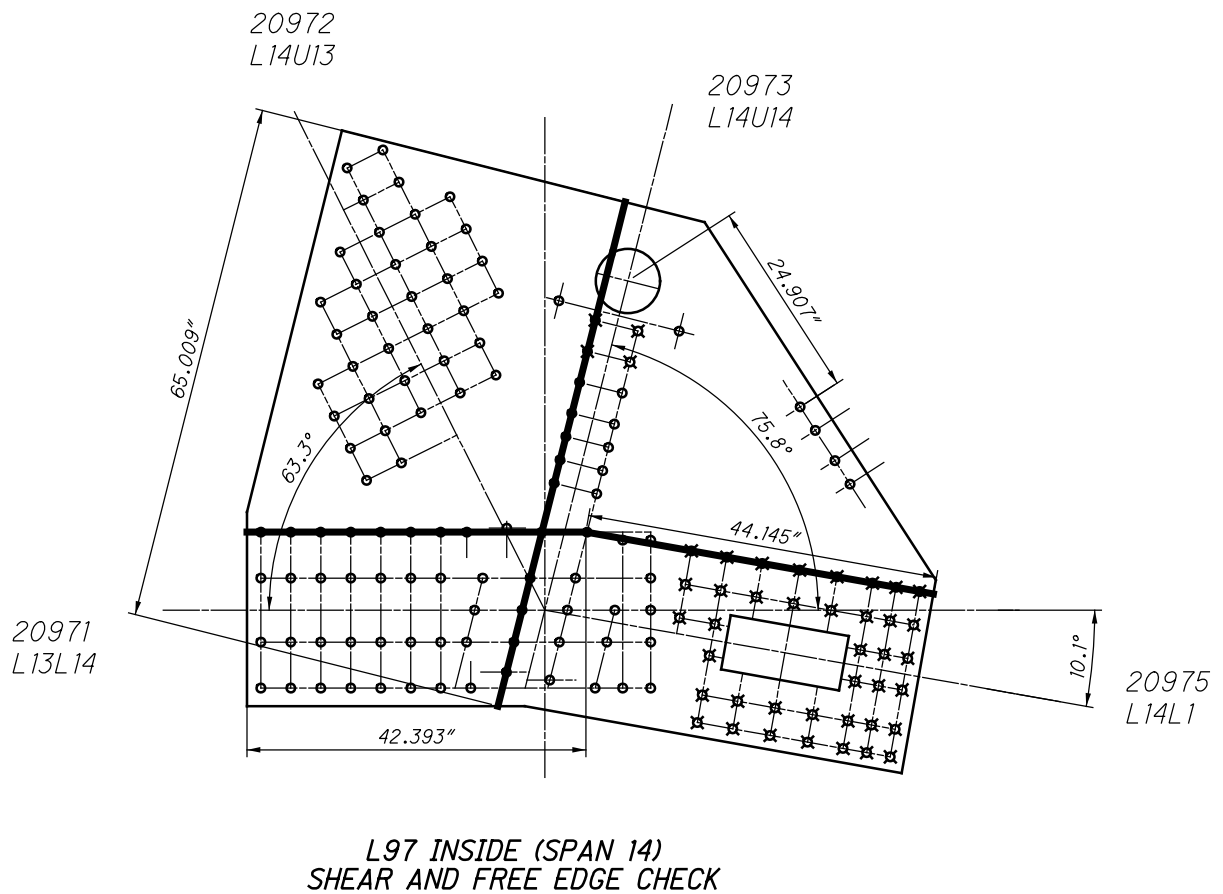 20972
L14U13
20973
L14U14
65.009"
24.907"
63.3°
75.8°
44.145"
20971
L13L14
10.1°
20975
L14L1
42.393"
L97 INSIDE (SPAN 14)
SHEAR AND FREE EDGE CHECK